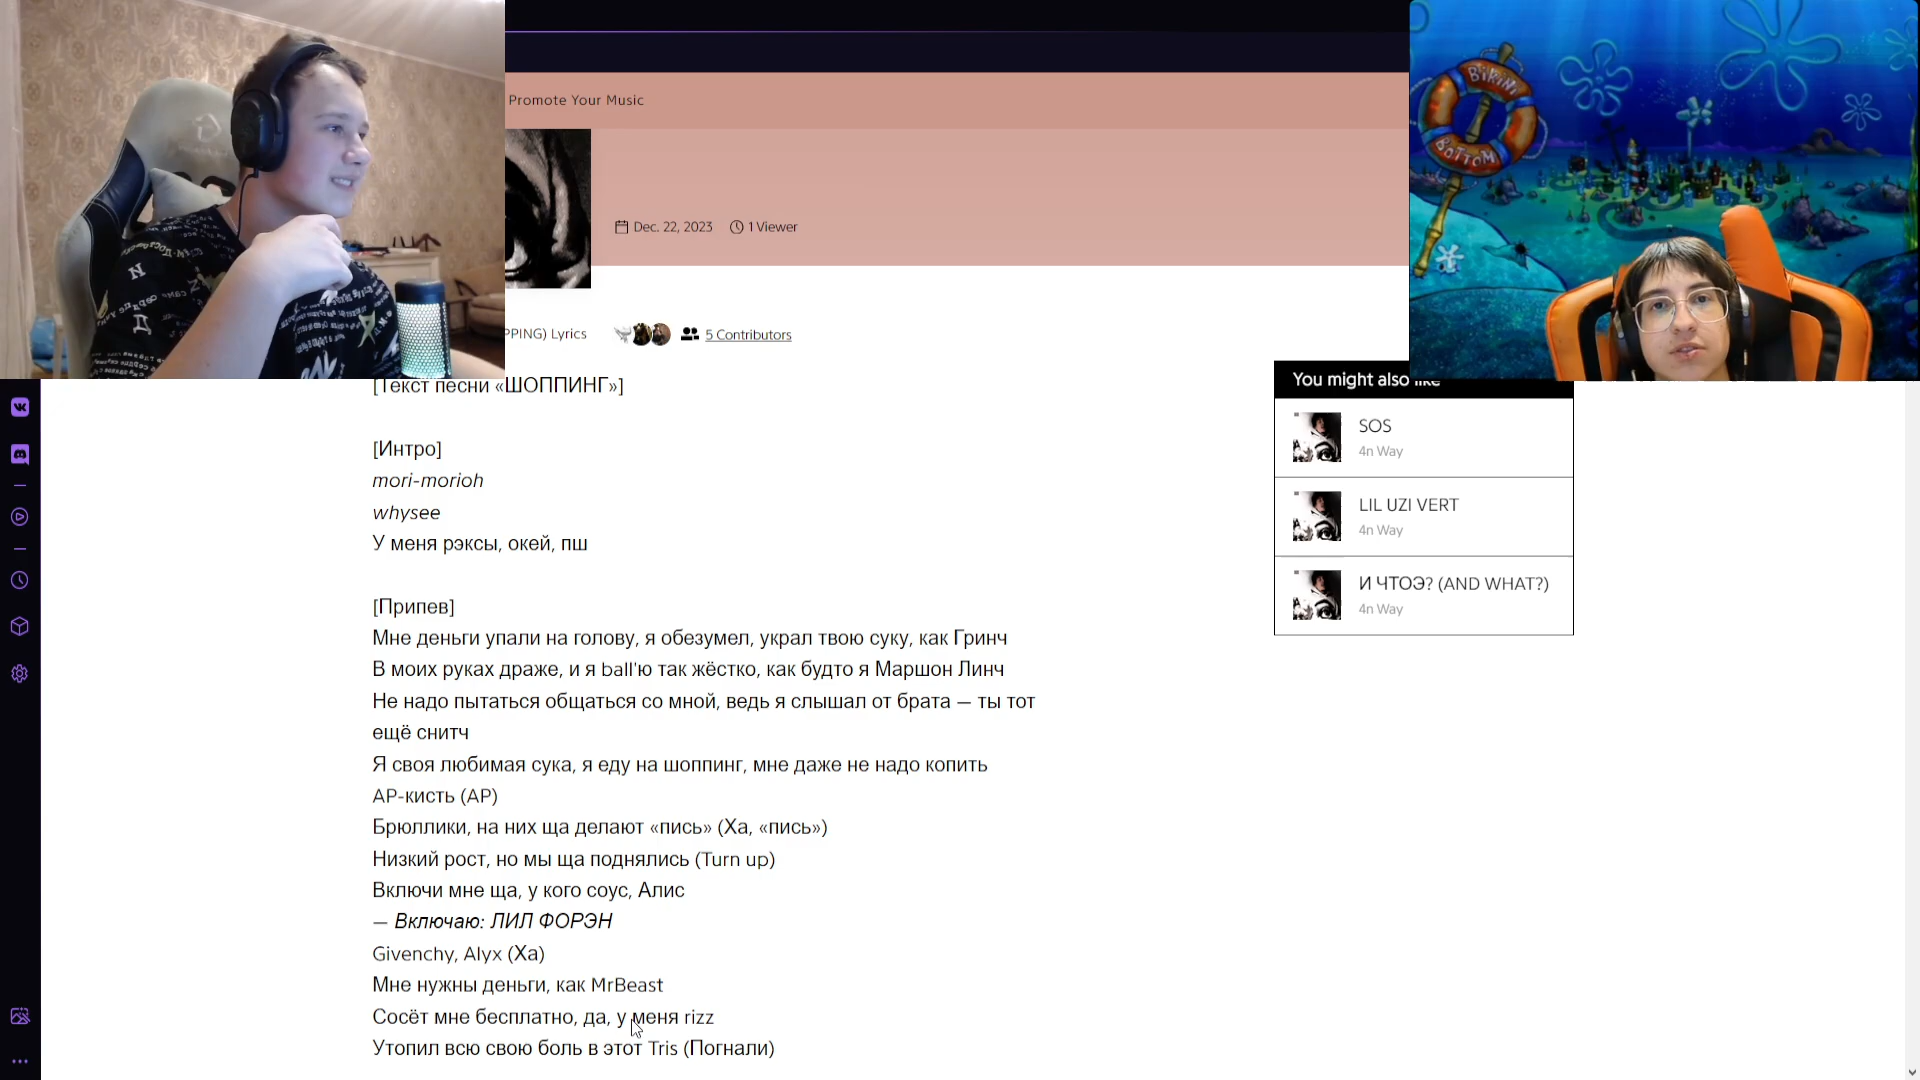 Promote Your Music
Dec. 22, 2023
1 Viewer
PPING) Lyrics
5 Contributors
BIKINI
BOTTOM
[Текст песни «ШОППИНГ»]
[Интро]
mori-morioh
whysee
У меня рэксы, окей, пш
[Припев]
Мне деньги упали на голову, я обезумел, украл твою суку, как Гринч
В моих руках драже, и я ball'ю так жёстко, как будто я Маршон Линч
Не надо пытаться общаться со мной, ведь я слышал от брата — ты тот
ещё снитч
Я своя любимая сука, я еду на шоппинг, мне даже не надо копить
AP-кисть (AP)
Брюллики, на них ща делают «пись» (Ха, «пись»)
Низкий рост, но мы ща поднялись (Turn up)
Включи мне ща, у кого соус, Алис
— Включаю: ЛИЛ ФОРЭН
Givenchy, Alyx (Ха)
Мне нужны деньги, как MrBeast
Сосёт мне бесплатно, да, у меня rizz
Утопил всю свою боль в этот Tris (Погнали)
You might also like
SOS
4n Way
LIL UZI VERT
4n Way
И ЧТОЭ? (AND WHAT?)
4n Way